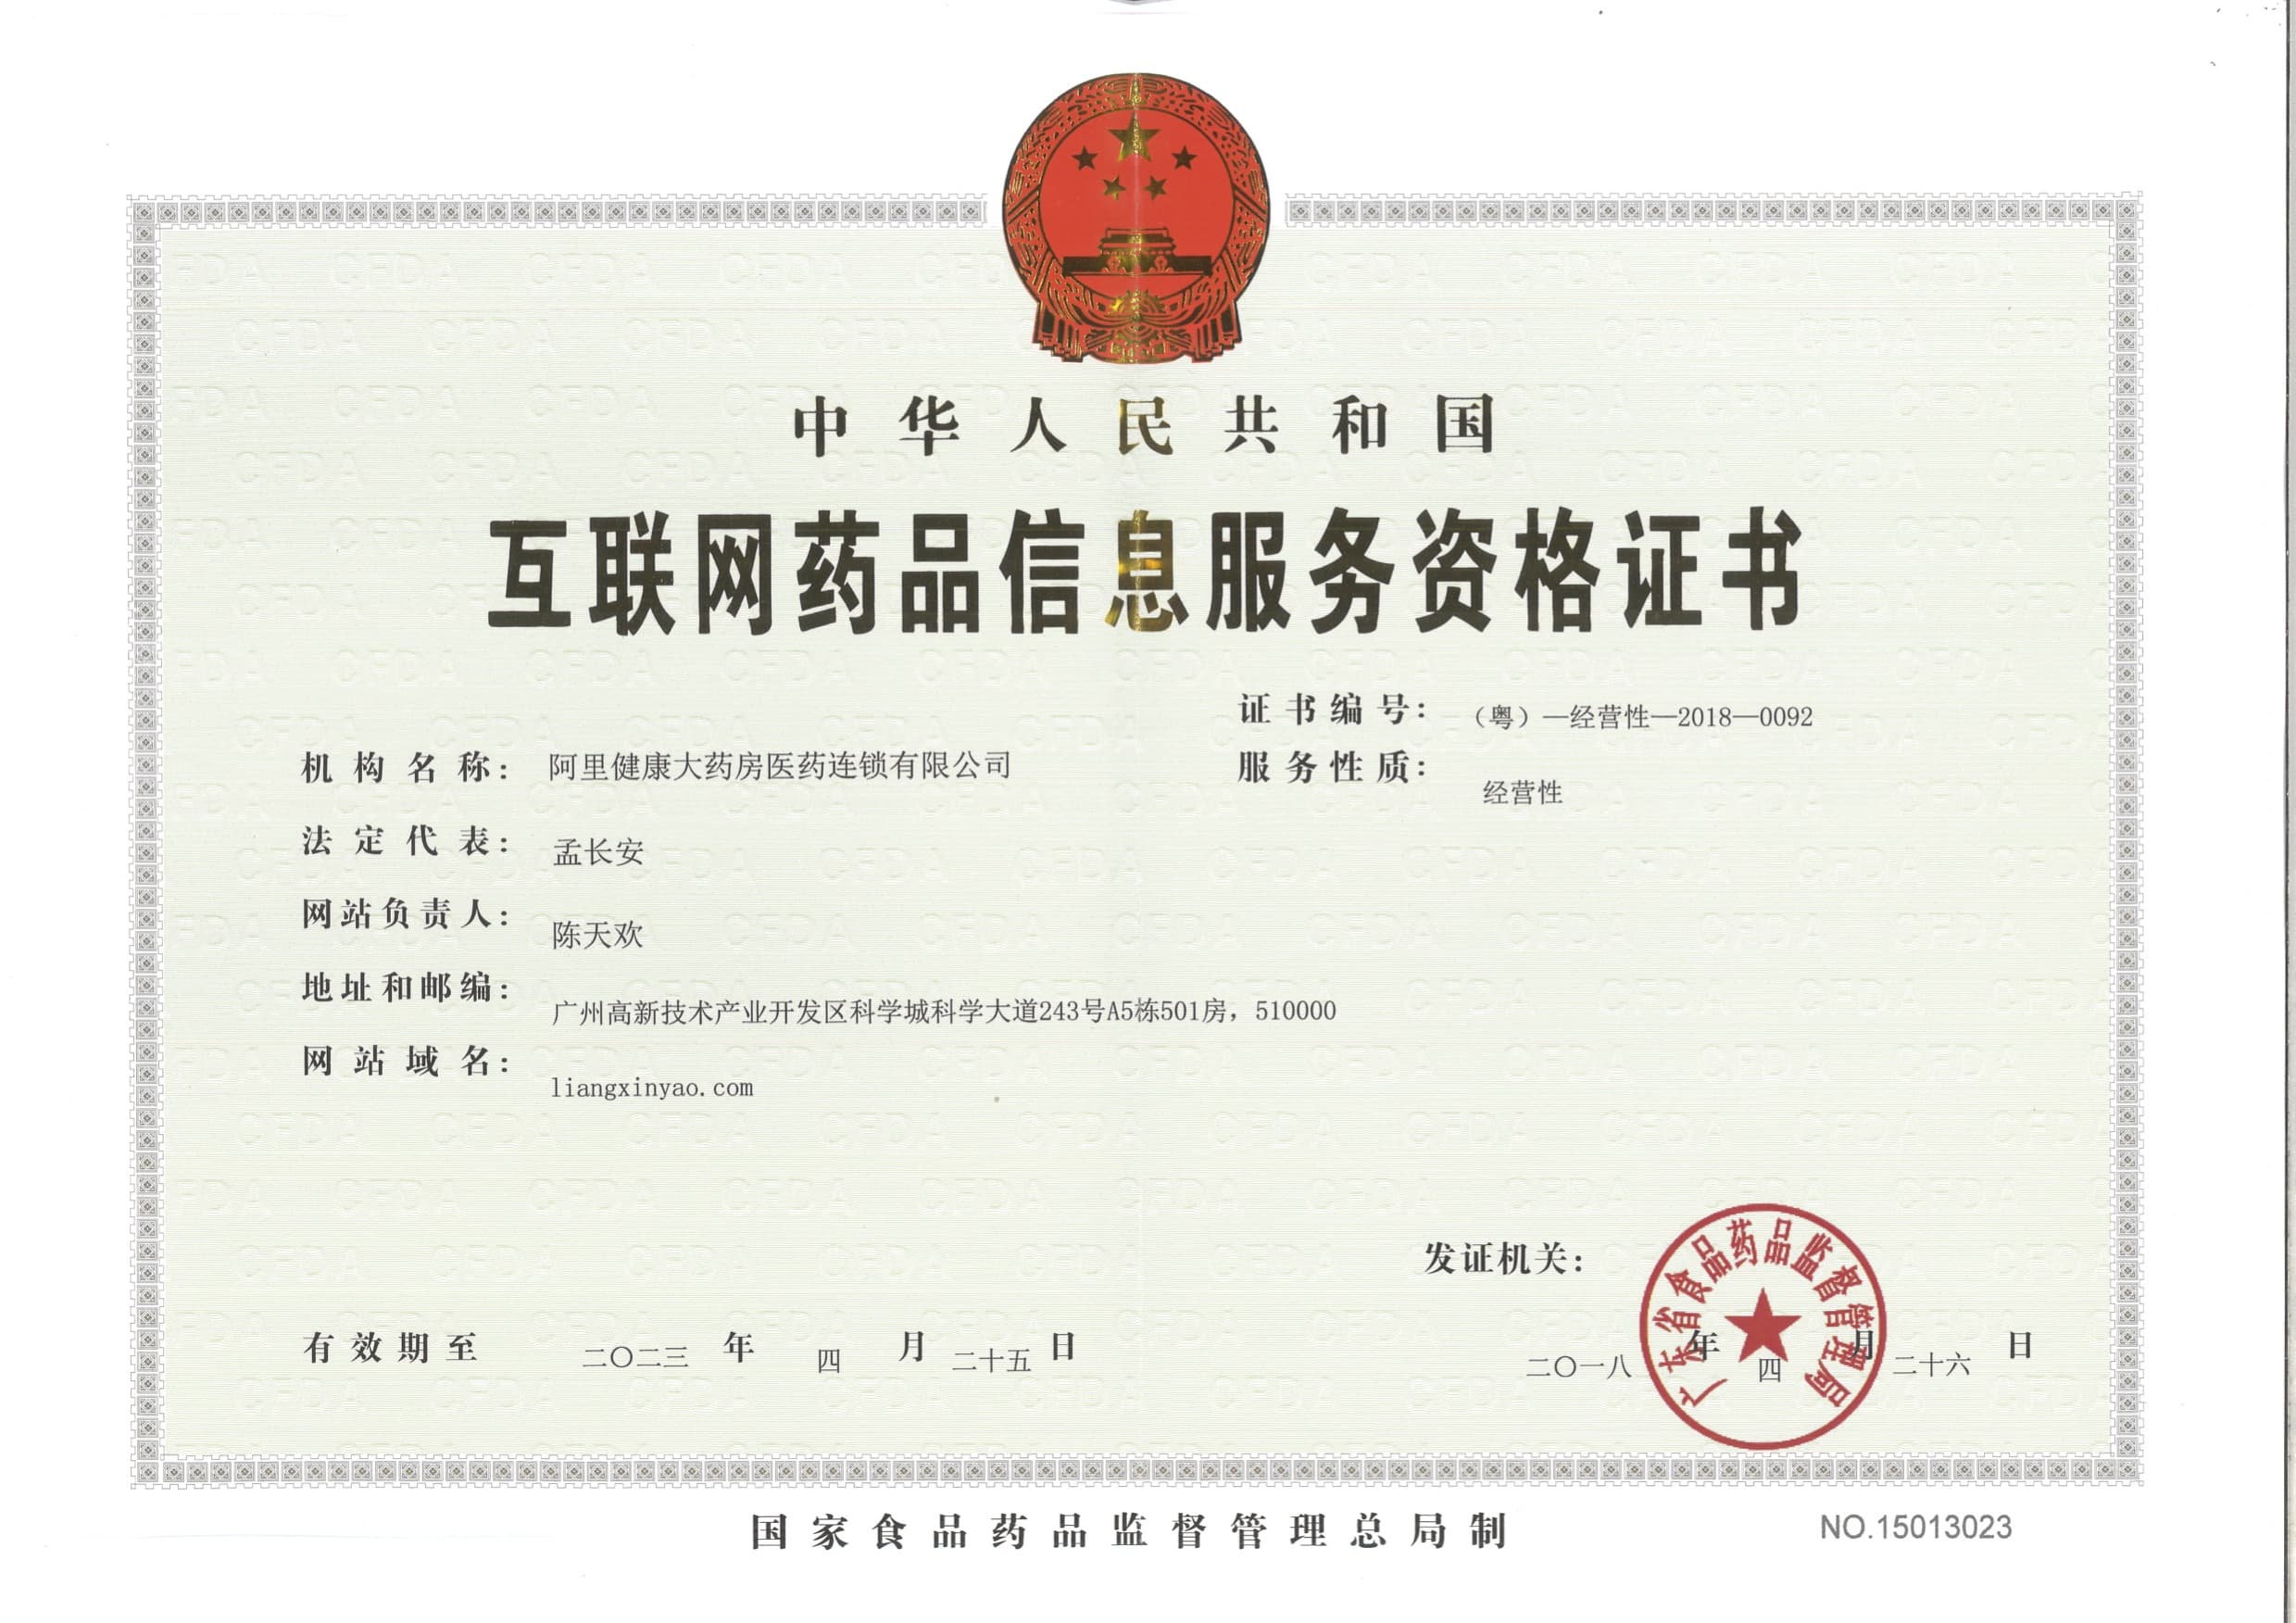 中华人民共和国
互联网药品信息服务资格证书
证书编号：（粤）—经营性—2018—0092
机构名称：阿里健康大药房医药连锁有限公司
服务性质：经营性
法定代表：孟长安
网站负责人：陈天欢
地址和邮编：广州高新技术产业开发区科学城科学大道243号A5栋501房，510000
网站域名：liangxinyao.com
发证机关：
广东省食品药品监督管理局
有效期至 二〇二三 年 四 月 二十五 日
二〇一八 年 四 月 二十六 日
国家食品药品监督管理总局制
NO.15013023
CFDA